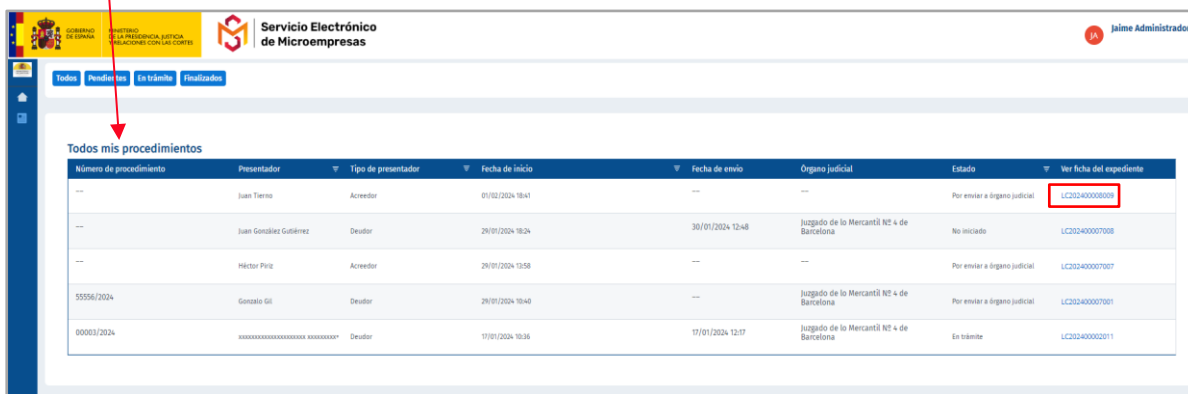 GOBIERNO DE ESPAÑA
MINISTERIO DE LA PRESIDENCIA, JUSTICIA Y RELACIONES CON LAS CORTES
Servicio Electrónico
de Microempresas
JA Jaime Administrador
Todos Pendientes En trámite Finalizados
Todos mis procedimientos
Número de procedimiento Presentador Tipo de presentador Fecha de inicio Fecha de envio Órgano judicial Estado Ver ficha del expediente
-- Juan Tierno Acreedor 01/02/2024 18:41 -- -- Por enviar a órgano judicial LC202400008009
-- Juan González Gutiérrez Deudor 29/01/2024 18:24 30/01/2024 12:48 Juzgado de lo Mercantil Nº 4 de Barcelona No iniciado LC202400007008
-- Héctor Piriz Acreedor 29/01/2024 13:58 -- -- Por enviar a órgano judicial LC202400007007
55556/2024 Gonzalo Gil Deudor 29/01/2024 10:40 -- Juzgado de lo Mercantil Nº 4 de Barcelona Por enviar a órgano judicial LC202400007001
00003/2024 Deudor 17/01/2024 10:36 17/01/2024 12:17 Juzgado de lo Mercantil Nº 4 de Barcelona En trámite LC202400002011